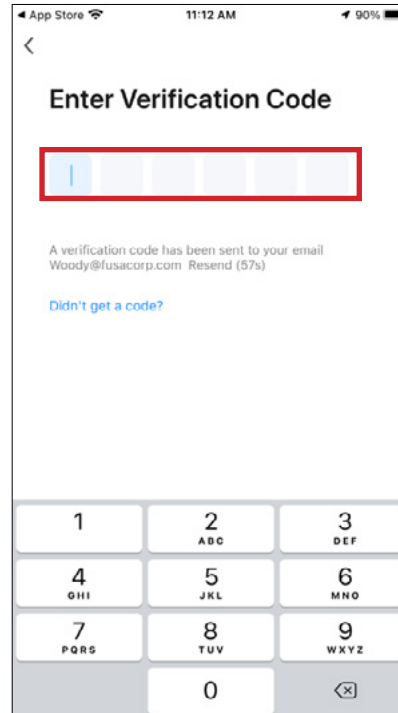 App Store 11:12 AM 90%
Enter Verification Code
A verification code has been sent to your email
Woody@fusacorp.com Resend (57s)
Didn't get a code?
1 2 3
ABC DEF
4 5 6
GHI JKL MNO
7 8 9
PQRS TUV WXYZ
0